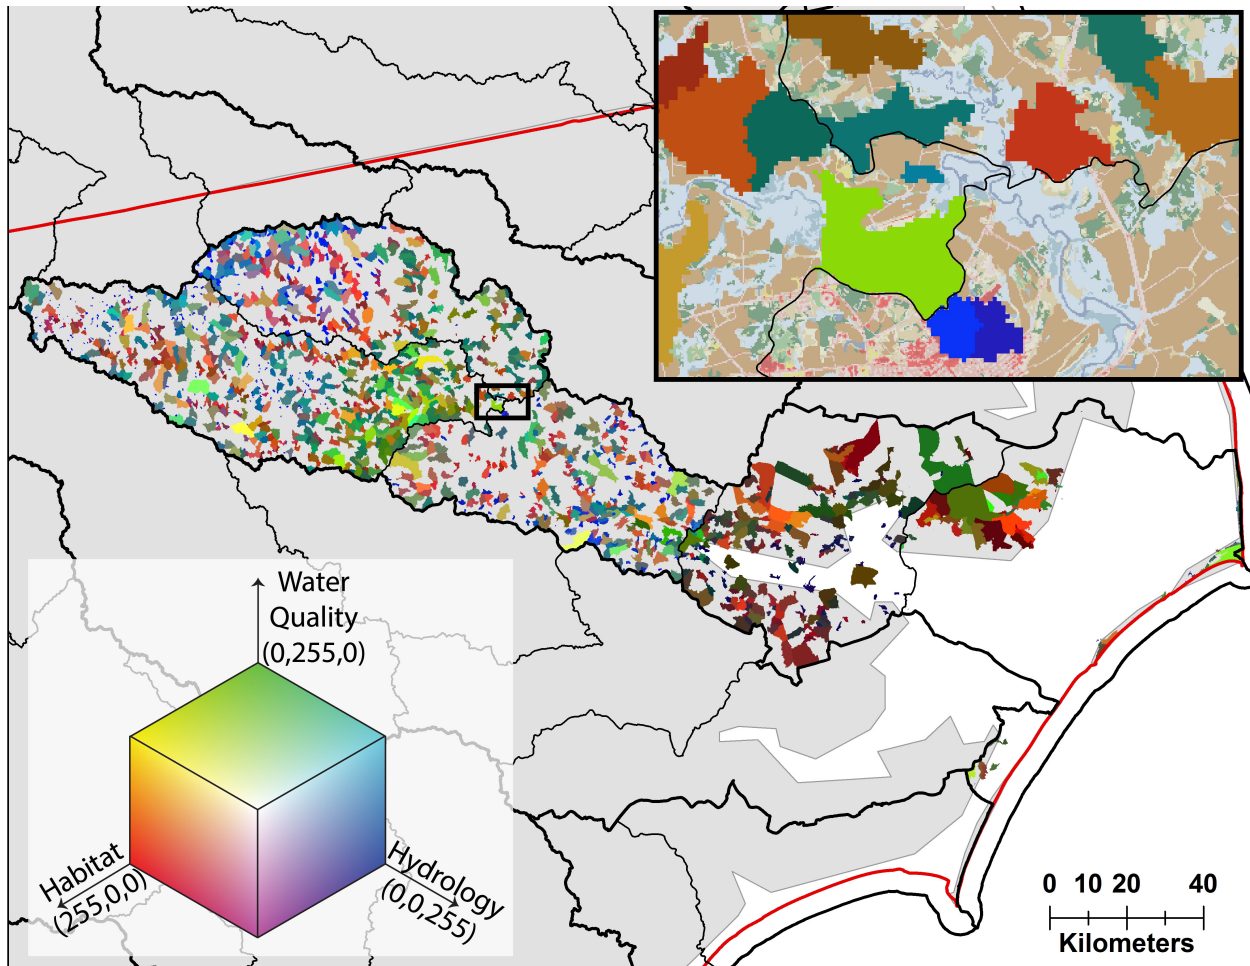 Water
Quality
(0,255,0)
Habitat
(255,0,0)
Hydrology
(0,0,255)
0 10 20 40
Kilometers